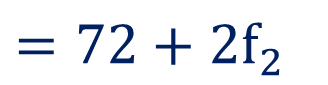 = 72 + 2f₂